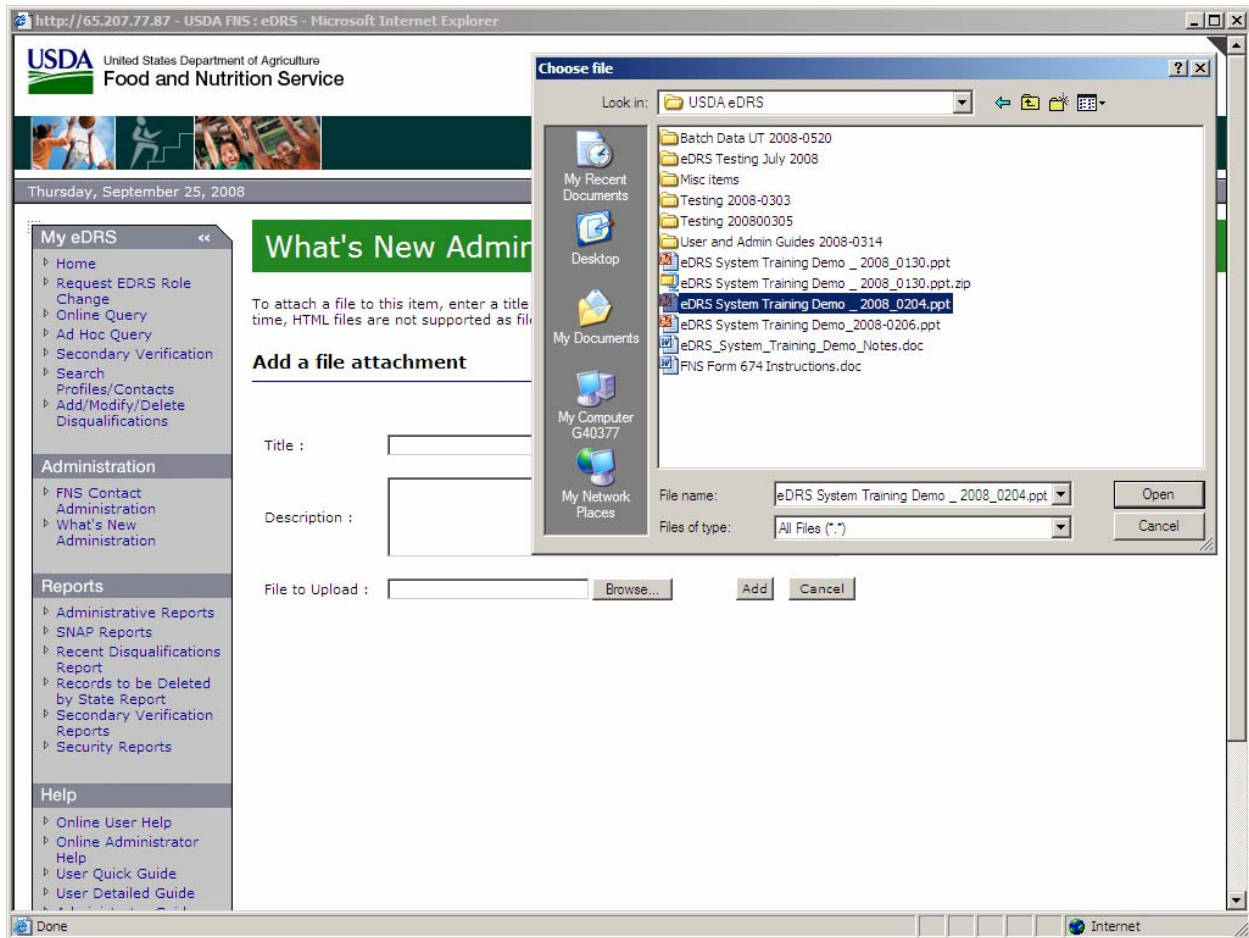 http://65.207.77.87 - USDA FNS : eDRS - Microsoft Internet Explorer
USDA
United States Department of Agriculture
Food and Nutrition Service
Thursday, September 25, 2008
My eDRS <<
Home
Request EDRS Role
Change
Online Query
Ad Hoc Query
Secondary Verification
Search
Profiles/Contacts
Add/Modify/Delete
Disqualifications
Administration
FNS Contact
Administration
What's New
Administration
Reports
Administrative Reports
SNAP Reports
Recent Disqualifications
Report
Records to be Deleted
by State Report
Secondary Verification
Reports
Security Reports
Help
Online User Help
Online Administrator
Help
User Quick Guide
User Detailed Guide
What's New Admin
To attach a file to this item, enter a title
time, HTML files are not supported as
Add a file attachment
Title :
Description :
File to Upload :
Browse...
Add
Cancel
Choose file
Look in:
USDA eDRS
My Recent
Documents
Desktop
My Documents
My Computer
G40377
My Network
Places
Batch Data UT 2008-0520
eDRS Testing July 2008
Misc items
Testing 2008-0303
Testing 200800305
User and Admin Guides 2008-0314
eDRS System Training Demo _ 2008_0130.ppt
eDRS System Training Demo _ 2008_0130.ppt.zip
eDRS System Training Demo _ 2008_0204.ppt
eDRS System Training Demo_2008-0206.ppt
eDRS_System_Training_Demo_Notes.doc
FNS Form 674 Instructions.doc
File name:
eDRS System Training Demo _ 2008_0204.ppt
Open
Files of type:
All Files (*.*)
Cancel
Done
Internet